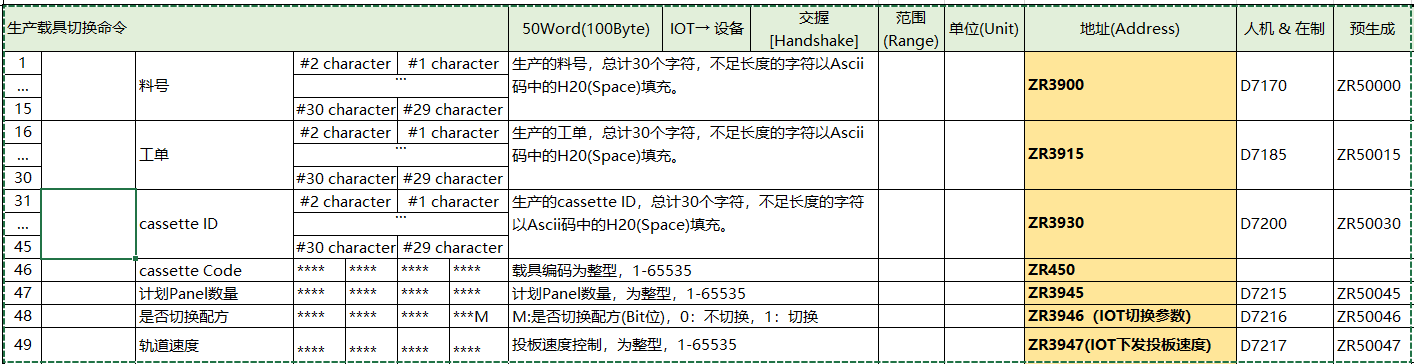 生产载具切换命令 50Word(100Byte) IOT→ 设备 交握 [Handshake] 范围 (Range) 单位(Unit) 地址(Address) 人机 & 在制 预生成
1 #2 character #1 character 生产的料号，总计30个字符，不足长度的字符以Ascii
... 料号 ... 码中的H20(Space)填充。 ZR3900 D7170 ZR50000
15 #30 character #29 character
16 #2 character #1 character 生产的工单，总计30个字符，不足长度的字符以Ascii
... 工单 ... 码中的H20(Space)填充。 ZR3915 D7185 ZR50015
30 #30 character #29 character
31 #2 character #1 character 生产的cassette ID，总计30个字符，不足长度的字符
... cassette ID ... 以Ascii码中的H20(Space)填充。 ZR3930 D7200 ZR50030
45 #30 character #29 character
46 cassette Code **** **** **** **** 载具编码为整型，1-65535 ZR450
47 计划Panel数量 **** **** **** **** 计划Panel数量，为整型，1-65535 ZR3945 D7215 ZR50045
48 是否切换配方 **** **** **** ***M M:是否切换配方(Bit位)，0：不切换，1：切换 ZR3946（IOT切换参数) D7216 ZR50046
49 轨道速度 **** **** **** **** 投板速度控制，为整型，1-65535 ZR3947(IOT下发投板速度) D7217 ZR50047